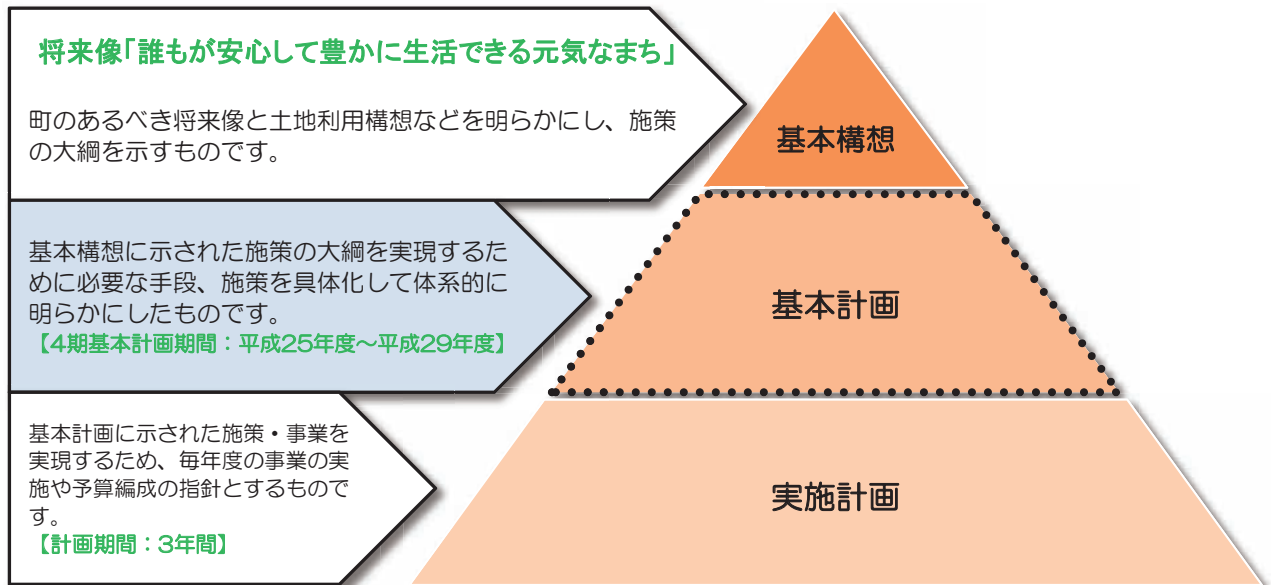 将来像「誰もが安心して豊かに生活できる元気なまち」
町のあるべき将来像と土地利用構想などを明らかにし、施策
の大綱を示すものです。
基本構想
基本構想に示された施策の大綱を実現するた
めに必要な手段、施策を具体化して体系的に
明らかにしたものです。
【4期基本計画期間：平成25年度～平成29年度】
基本計画
基本計画に示された施策・事業を
実現するため、毎年度の事業の実
施や予算編成の指針とするもので
す。
【計画期間：3年間】
実施計画